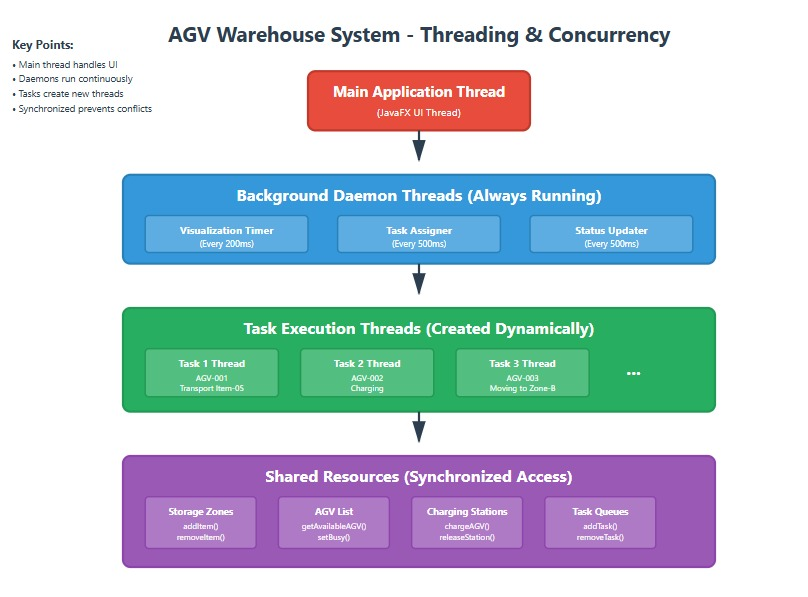 AGV Warehouse System - Threading & Concurrency
Key Points:
• Main thread handles UI
• Daemons run continuously
• Tasks create new threads
• Synchronized prevents conflicts
Main Application Thread
(JavaFX UI Thread)
Background Daemon Threads (Always Running)
Visualization Timer
(Every 200ms)
Task Assigner
(Every 500ms)
Status Updater
(Every 500ms)
Task Execution Threads (Created Dynamically)
Task 1 Thread
AGV-001
Transport Item-05
Task 2 Thread
AGV-002
Charging
Task 3 Thread
AGV-003
Moving to Zone-B
...
Shared Resources (Synchronized Access)
Storage Zones
addItem()
removeItem()
AGV List
getAvailableAGV()
setBusy()
Charging Stations
chargeAGV()
releaseStation()
Task Queues
addTask()
removeTask()